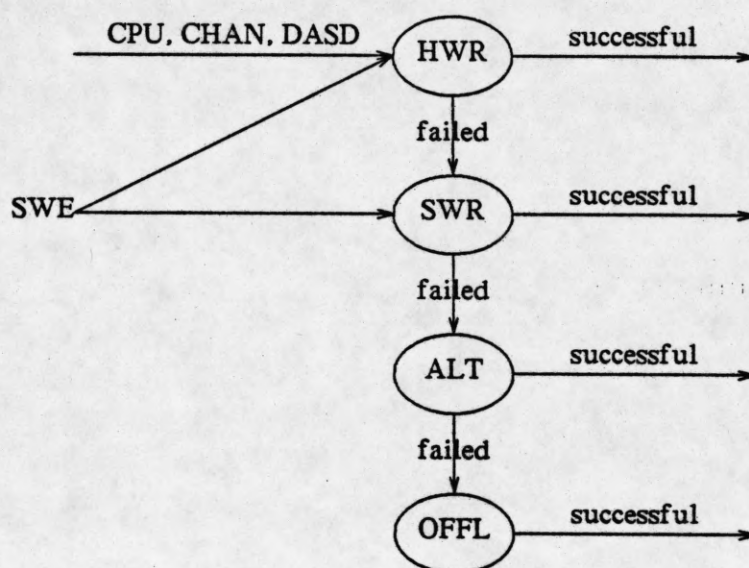 CPU, CHAN, DASD
HWR
successful
failed
SWE
SWR
successful
failed
ALT
successful
failed
OFFL
successful